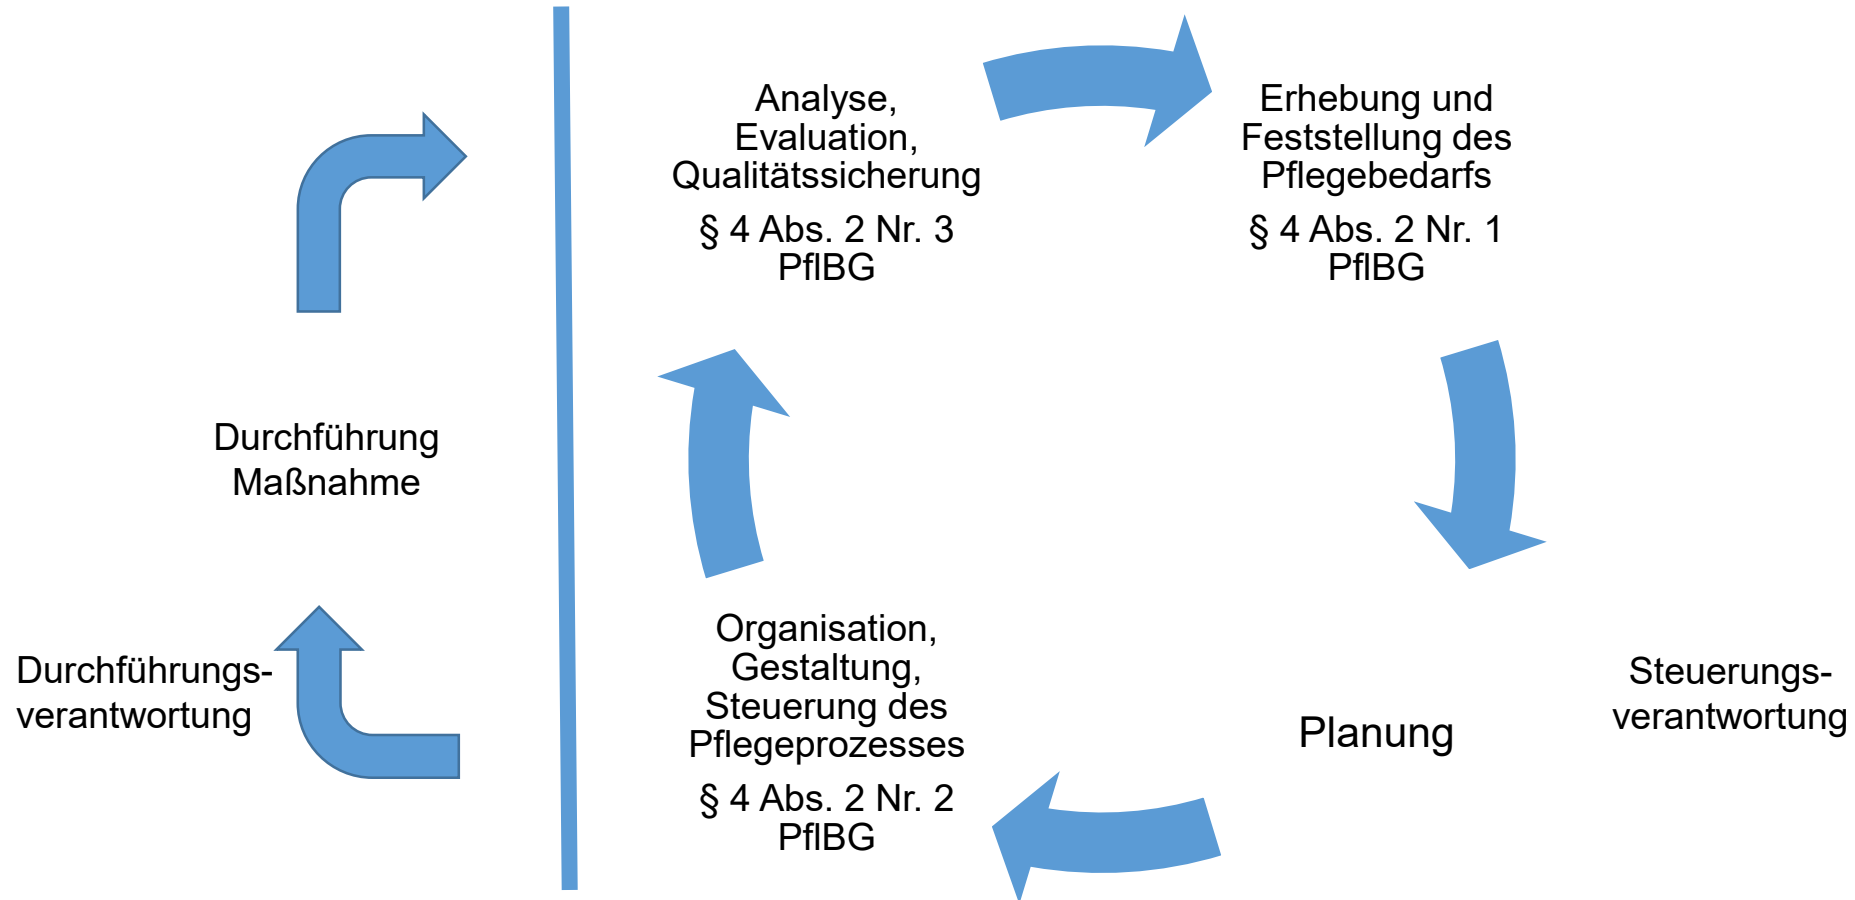 Analyse,
Evaluation,
Qualitätssicherung
§ 4 Abs. 2 Nr. 3
PflBG
Erhebung und
Feststellung des
Pflegebedarfs
§ 4 Abs. 2 Nr. 1
PflBG
Durchführung
Maßnahme
Durchführungs-
verantwortung
Organisation,
Gestaltung,
Steuerung des
Pflegeprozesses
§ 4 Abs. 2 Nr. 2
PflBG
Planung
Steuerungs-
verantwortung